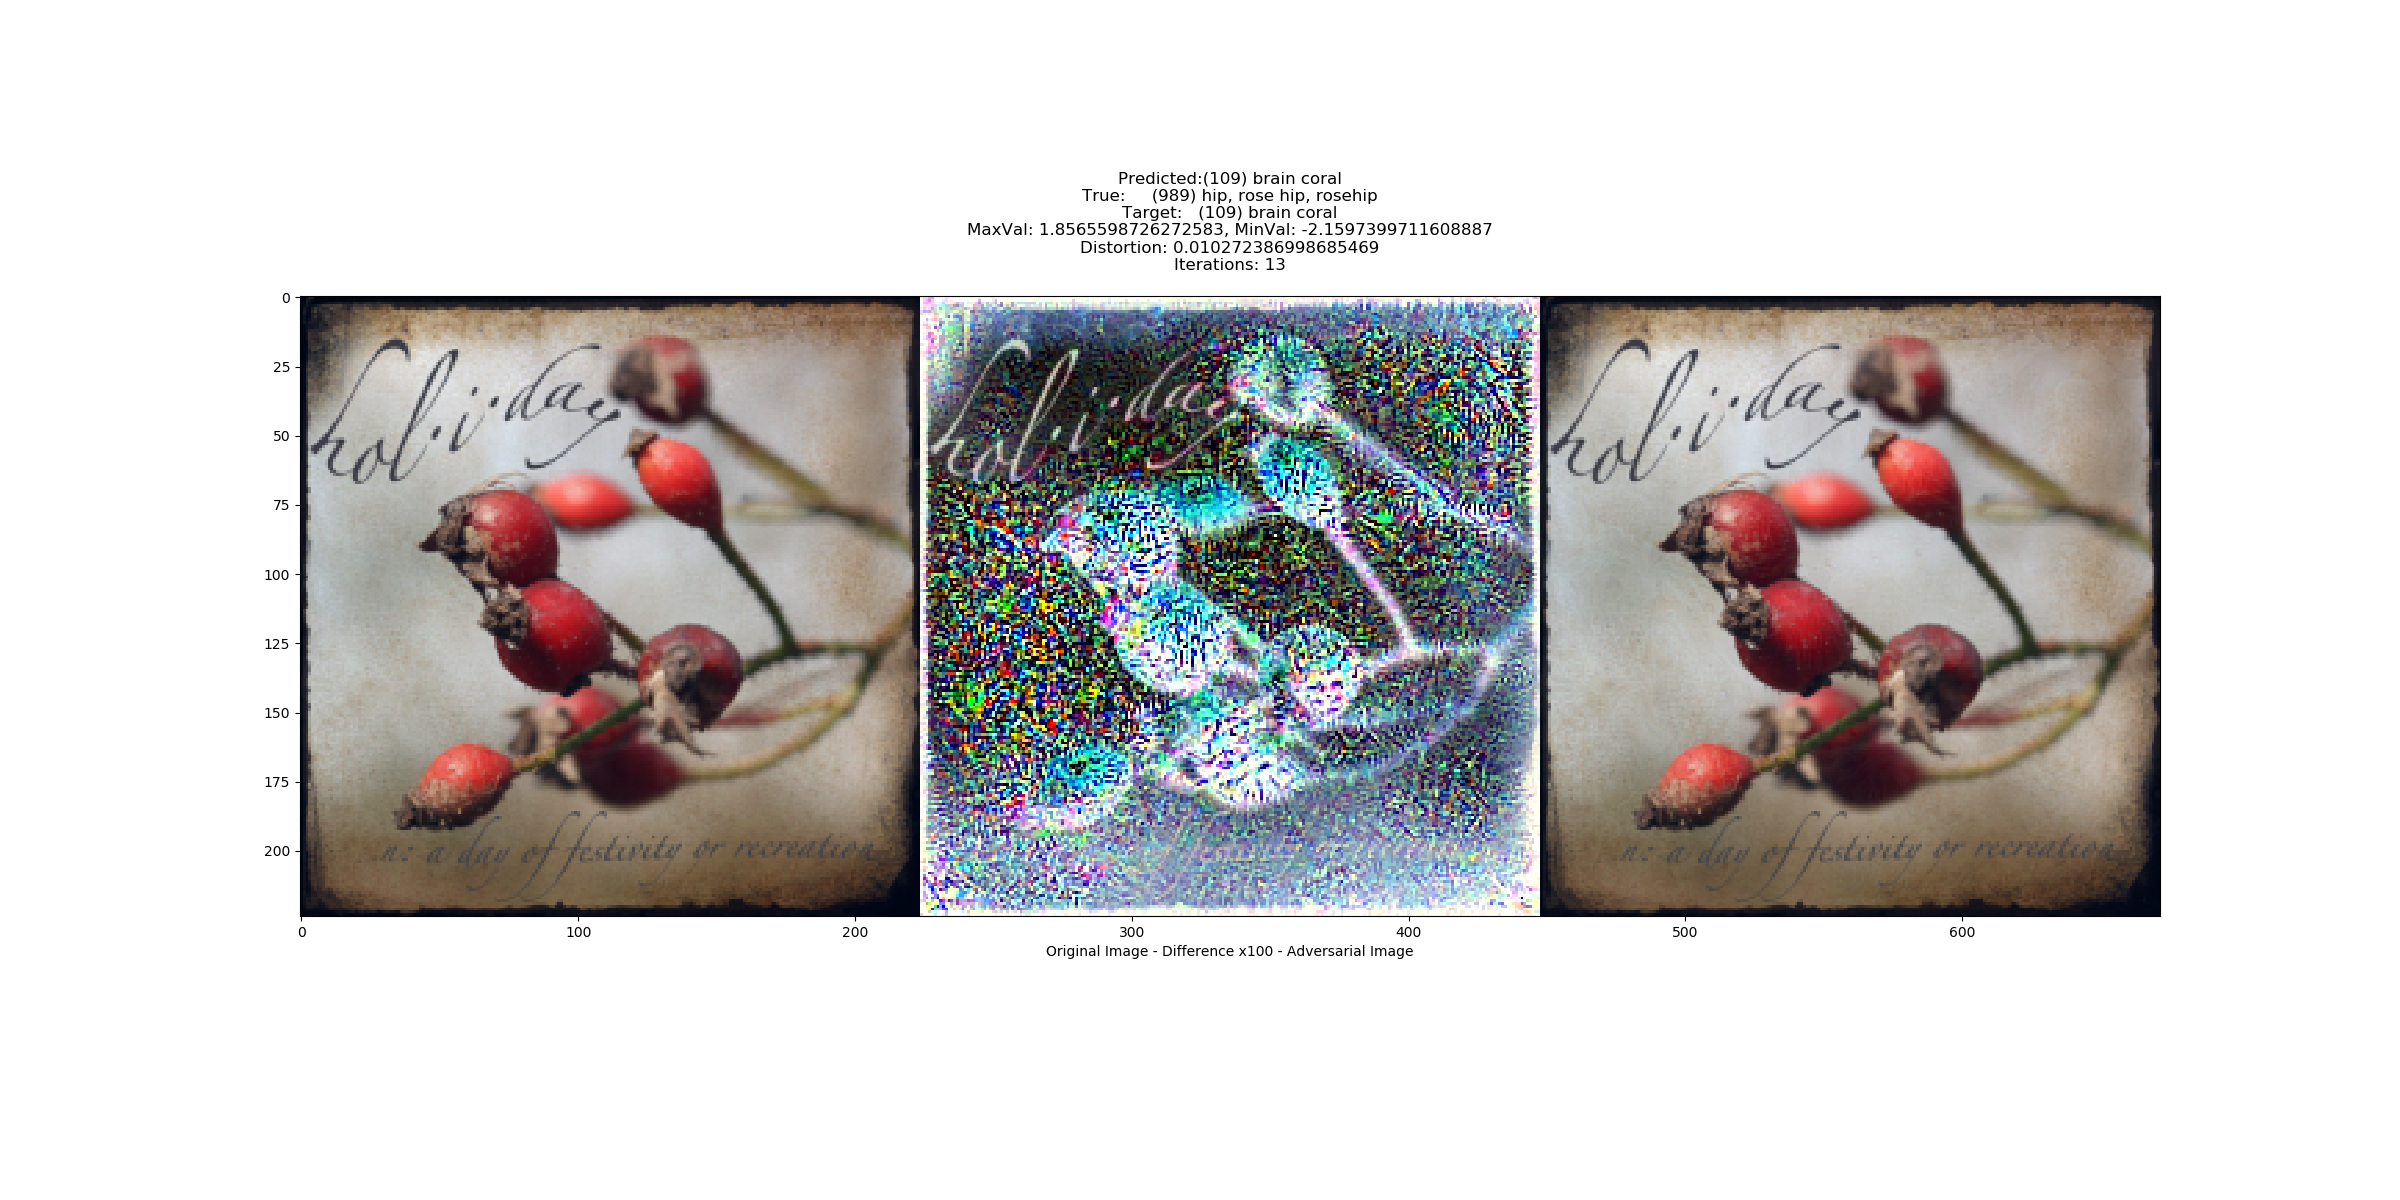 Predicted:(109) brain coral
True: (989) hip, rose hip, rosehip
Target: (109) brain coral
MaxVal: 1.8565598726272583, MinVal: -2.1597399711608887
Distortion: 0.010272386998685469
Iterations: 13
0
25
50
75
100
125
150
175
200
hol·i·day
n: a day of festivity or recreation
hol·i·day
hol·i·day
n: a day of festivity or recreation
0 100 200 300 400 500 600
Original Image - Difference x100 - Adversarial Image